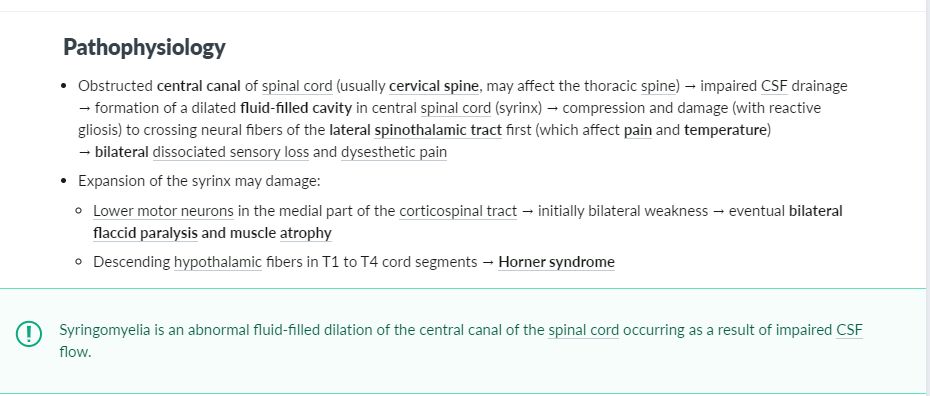 Pathophysiology
• Obstructed central canal of spinal cord (usually cervical spine, may affect the thoracic spine) → impaired CSF drainage
→ formation of a dilated fluid-filled cavity in central spinal cord (syrinx) → compression and damage (with reactive
gliosis) to crossing neural fibers of the lateral spinothalamic tract first (which affect pain and temperature)
→ bilateral dissociated sensory loss and dysesthetic pain
• Expansion of the syrinx may damage:
○ Lower motor neurons in the medial part of the corticospinal tract → initially bilateral weakness → eventual bilateral
flaccid paralysis and muscle atrophy
○ Descending hypothalamic fibers in T1 to T4 cord segments → Horner syndrome
Syringomyelia is an abnormal fluid-filled dilation of the central canal of the spinal cord occurring as a result of impaired CSF
flow.